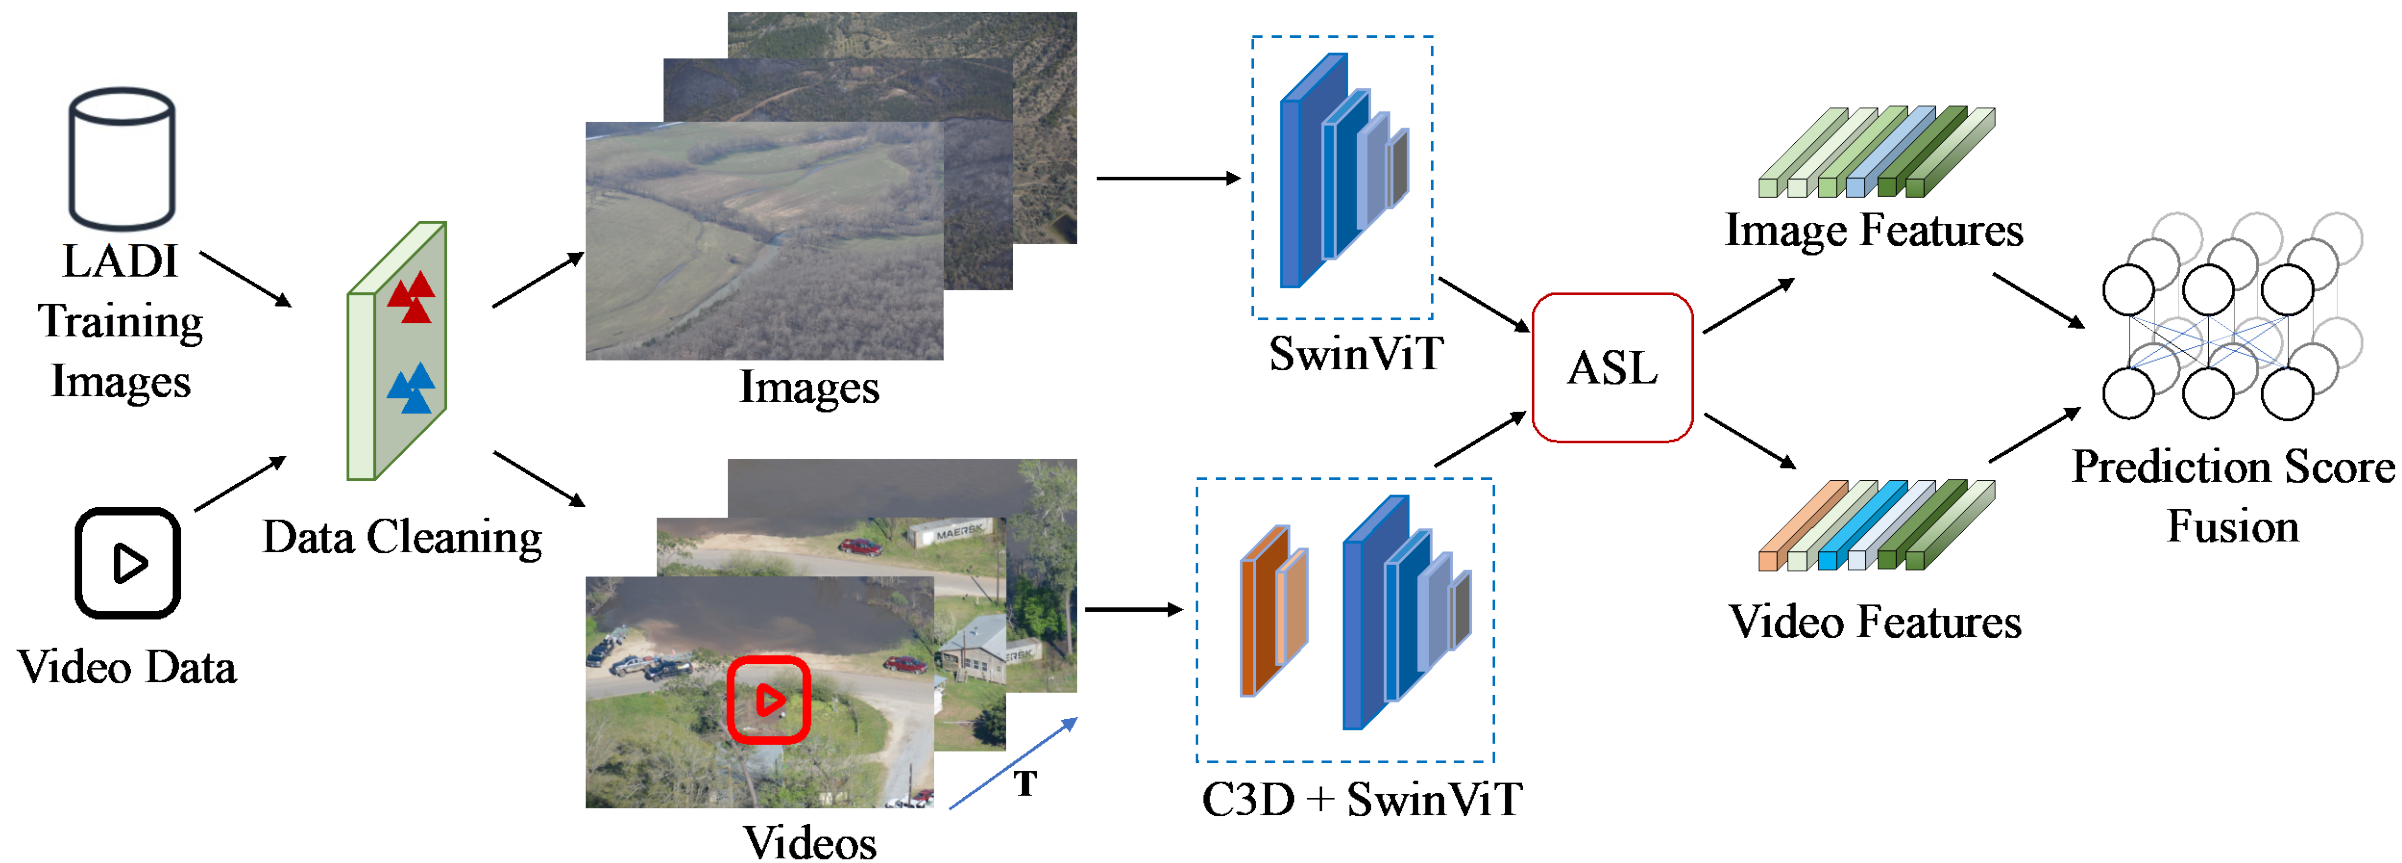 LADI
Training
Images
Video Data
Data Cleaning
Images
MAERSK
ERSK
T
Videos
SwinViT
C3D + SwinViT
ASL
Image Features
Video Features
Prediction Score
Fusion